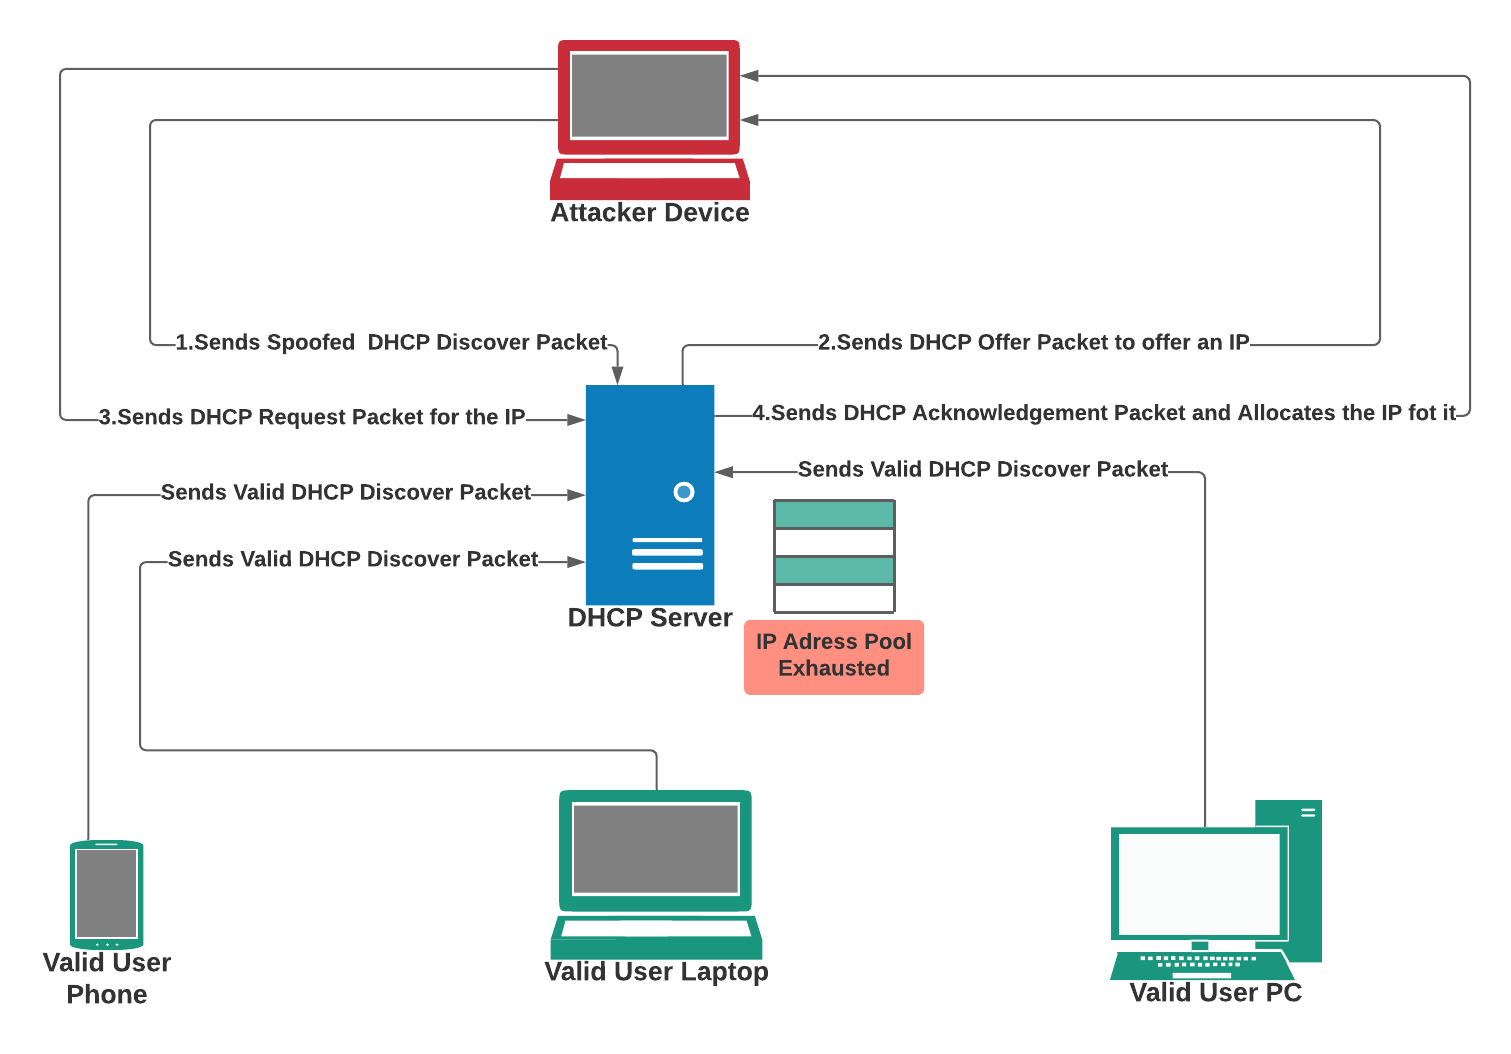 Attacker Device
1.Sends Spoofed  DHCP Discover Packet
2.Sends DHCP Offer Packet to offer an IP
3.Sends DHCP Request Packet for the IP
4.Sends DHCP Acknowledgement Packet and Allocates the IP fot it
Sends Valid DHCP Discover Packet
Sends Valid DHCP Discover Packet
Sends Valid DHCP Discover Packet
DHCP Server
IP Adress Pool
Exhausted
Valid User
Phone
Valid User Laptop
Valid User PC